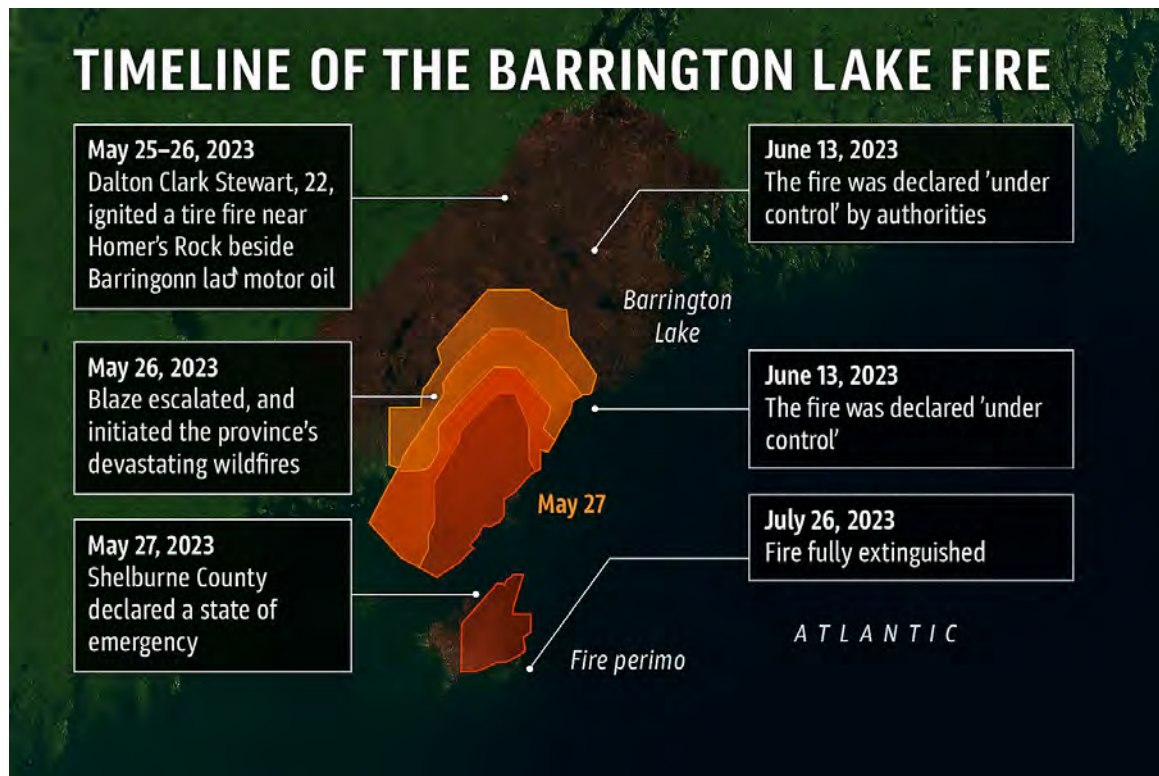 TIMELINE OF THE BARRINGTON LAKE FIRE
May 25–26, 2023
Dalton Clark Stewart, 22,
ignited a tire fire near
Homer's Rock beside
Barringonn motor oil
May 26, 2023
Blaze escalated, and
initiated the province's
devastating wildfires
May 27, 2023
Shelburne County
declared a state of
emergency
June 13, 2023
The fire was declared 'under
control' by authorities
Barrington
Lake
June 13, 2023
The fire was declared 'under
control'
May 27
July 26, 2023
Fire fully extinguished
ATLANTIC
Fire perimo